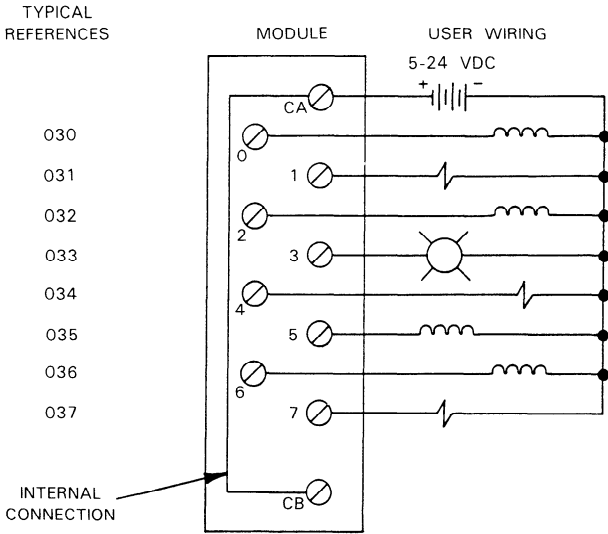 TYPICAL
REFERENCES
MODULE
USER WIRING
5-24 VDC
+ −
CA
030
0
031
1
032
2
033
3
034
4
035
5
036
6
037
7
INTERNAL
CONNECTION
CB